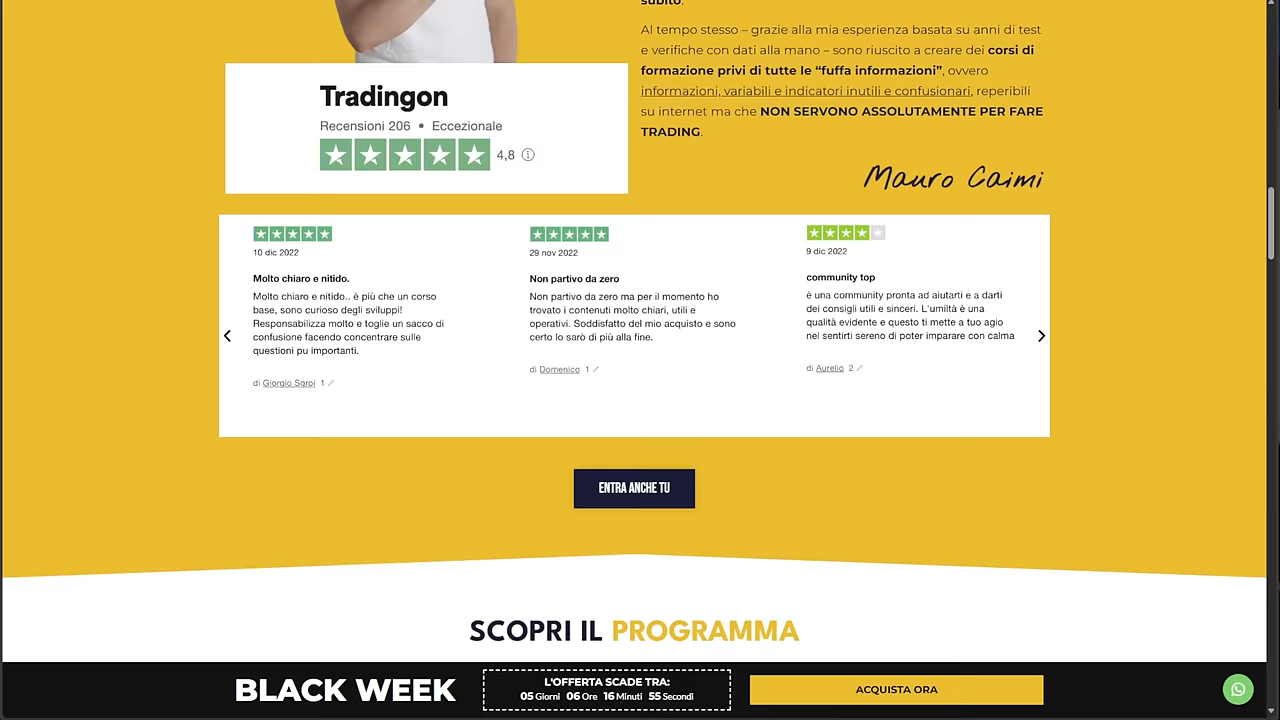 subito.
Al tempo stesso – grazie alla mia esperienza basata su anni di test
e verifiche con dati alla mano – sono riuscito a creare dei corsi di
formazione privi di tutte le “fuffa informazioni”, ovvero
informazioni, variabili e indicatori inutili e confusionari, reperibili
su internet ma che NON SERVONO ASSOLUTAMENTE PER FARE
TRADING.
Mauro Caimi
Tradingon
Recensioni 206 • Eccezionale
4,8
10 dic 2022
Molto chiaro e nitido.
Molto chiaro e nitido.. è più che un corso
base, sono curioso degli sviluppi!
Responsabilizza molto e toglie un sacco di
confusione facendo concentrare sulle
questioni pu importanti.
di Giorgio Sgroi 1
29 nov 2022
Non partivo da zero
Non partivo da zero ma per il momento ho
trovato i contenuti molto chiari, utili e
operativi. Soddisfatto del mio acquisto e sono
certo lo sarò di più alla fine.
di Domenico 1
9 dic 2022
community top
è una community pronta ad aiutarti e a darti
dei consigli utili e sinceri. L'umiltà è una
qualità evidente e questo ti mette a tuo agio
nel sentirti sereno di poter imparare con calma
di Aurelio 2
ENTRA ANCHE TU
SCOPRI IL PROGRAMMA
BLACK WEEK
L'OFFERTA SCADE TRA:
05 Giorni 06 Ore 16 Minuti 55 Secondi
ACQUISTA ORA